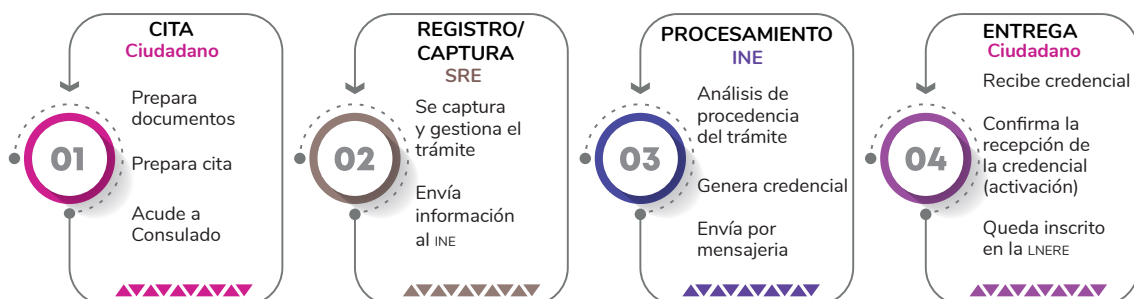 CITA
Ciudadano
01
Prepara
documentos
Prepara cita
Acude a
Consulado
REGISTRO/
CAPTURA
SRE
02
Se captura
y gestiona el
trámite
Envía
información
al INE
PROCESAMIENTO
INE
03
Análisis de
procedencia
del trámite
Genera credencial
Envía por
mensajeria
ENTREGA
Ciudadano
04
Recibe credencial
Confirma la
recepción de
la credencial
(activación)
Queda inscrito
en la LNERE